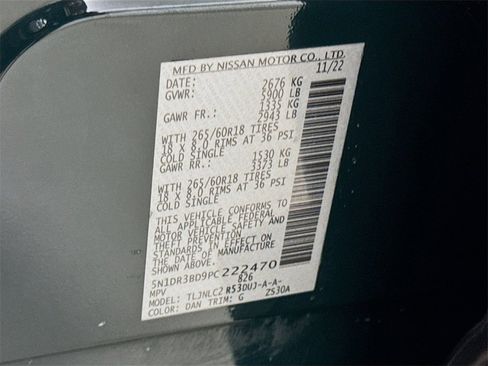 MFD BY NISSAN MOTOR CO., LTD.
DATE: 11/22
GVWR: 2676 KG
5900 LB
GAWR FR.: 1335 KG
2943 LB
WITH 265/60R18 TIRES
18 X 8.0 RIMS AT 36 PSI
COLD SINGLE
GAWR RR.: 1530 KG
3373 LB
WITH 265/60R18 TIRES
18 X 8.0 RIMS AT 36 PSI
COLD SINGLE
THIS VEHICLE CONFORMS TO
ALL APPLICABLE FEDERAL
MOTOR VEHICLE SAFETY AND
THEFT PREVENTION
STANDARDS IN EFFECT ON
THE DATE OF MANUFACTURE
SHOWN ABOVE.
5N1DR3BD9PC222470
MPV 826
MODEL: TLJNLC2 R53DUJ-A-A-
COLOR: DAN TRIM: G ZS30A